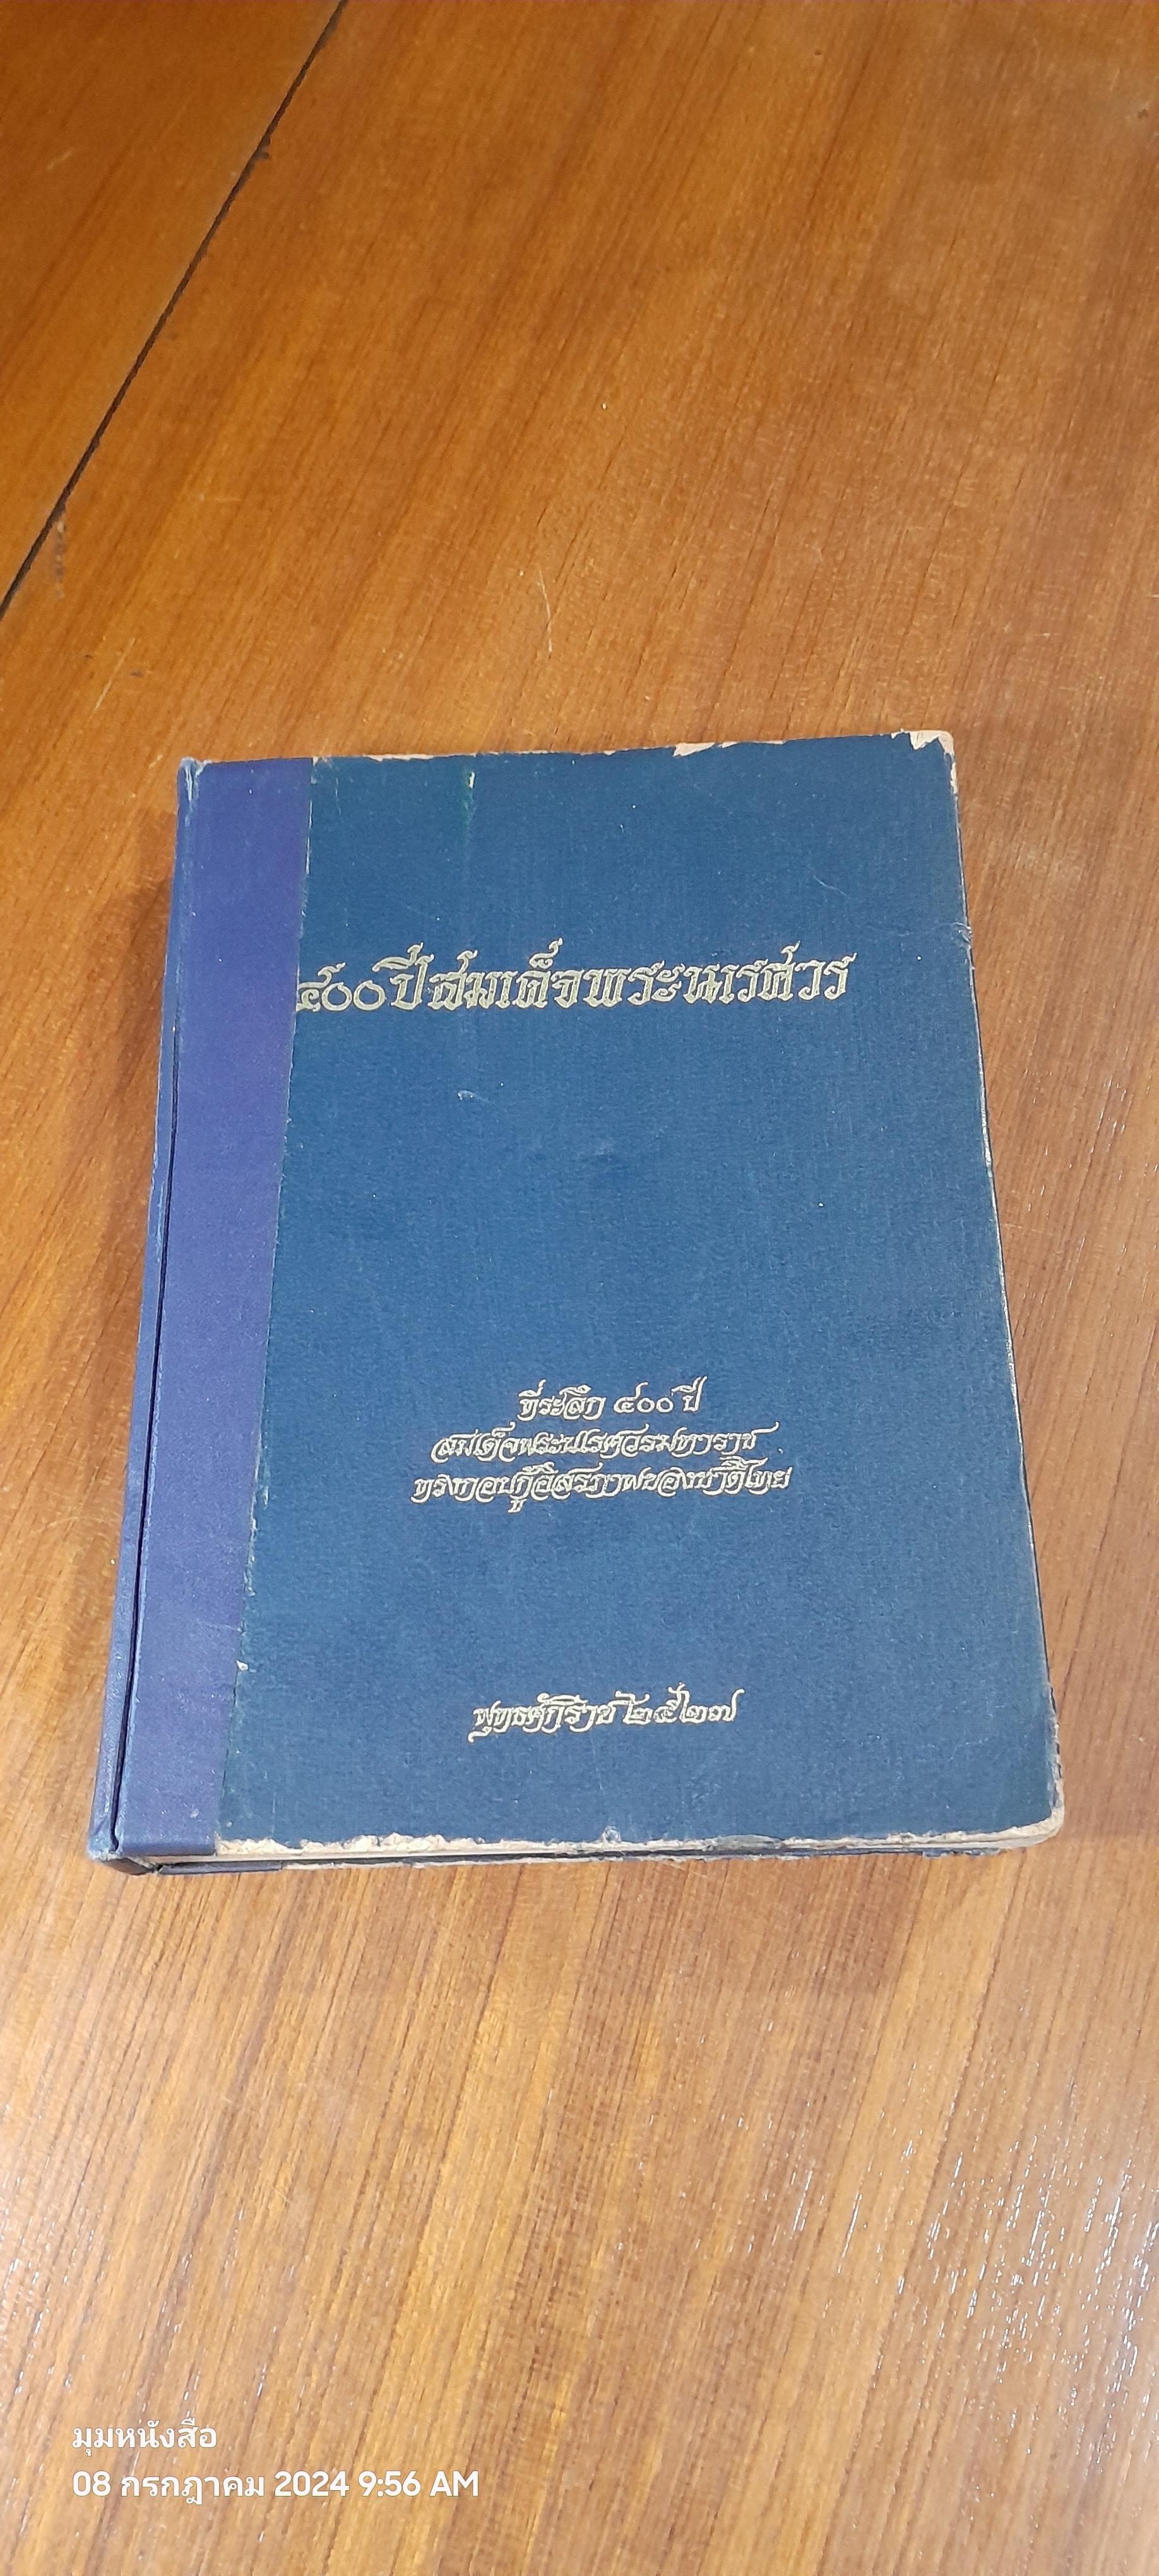 ๔๐๐ปีสมเด็จพระนเรศวร
ที่ระลึก ๔๐๐ ปี
สมเด็จพระนเรศวรมหาราช
ทรงกอบกู้อิสรภาพของชาติไทย
พุทธศักราช ๒๕๒๗
มุมหนังสือ
08 กรกฎาคม 2024 9:56 AM